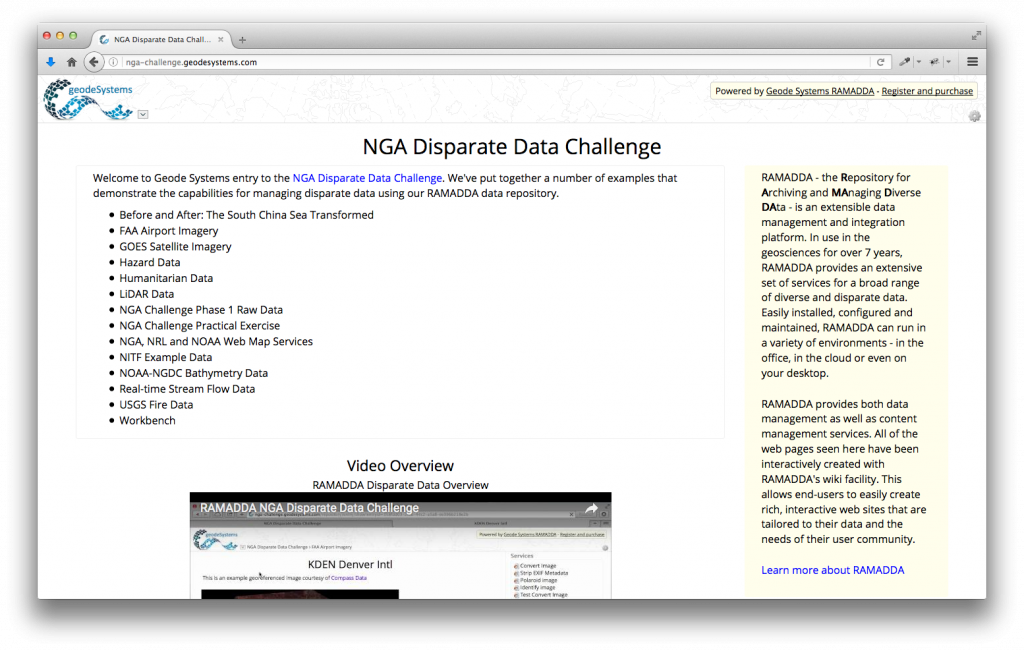 NGA Disparate Data Chall...
nga-challenge.geodesystems.com
geodeSystems
Powered by Geode Systems RAMADDA - Register and purchase
NGA Disparate Data Challenge
Welcome to Geode Systems entry to the NGA Disparate Data Challenge. We've put together a number of examples that
demonstrate the capabilities for managing disparate data using our RAMADDA data repository.
Before and After: The South China Sea Transformed
FAA Airport Imagery
GOES Satellite Imagery
Hazard Data
Humanitarian Data
LiDAR Data
NGA Challenge Phase 1 Raw Data
NGA Challenge Practical Exercise
NGA, NRL and NOAA Web Map Services
NITF Example Data
NOAA-NGDC Bathymetry Data
Real-time Stream Flow Data
USGS Fire Data
Workbench
Video Overview
RAMADDA Disparate Data Overview
RAMADDA NGA Disparate Data Challenge
geodeSystems
Powered by Geode Systems RAMADDA - Register and purchase
NGA Disparate Data Challenge › FAA Airport Imagery
KDEN Denver Intl
This is an example georeferenced image courtesy of Compass Data
Services
Convert Image
Strip EXIF Metadata
Polaroid Image
Identify Image
Test Convert Image
RAMADDA - the Repository for
Archiving and MAnaging Diverse
DAta - is an extensible data
management and integration
platform. In use in the
geosciences for over 7 years,
RAMADDA provides an extensive
set of services for a broad range
of diverse and disparate data.
Easily installed, configured and
maintained, RAMADDA can run in
a variety of environments - in the
office, in the cloud or even on
your desktop.
RAMADDA provides both data
management as well as content
management services. All of the
web pages seen here have been
interactively created with
RAMADDA's wiki facility. This
allows end-users to easily create
rich, interactive web sites that are
tailored to their data and the
needs of their user community.
Learn more about RAMADDA